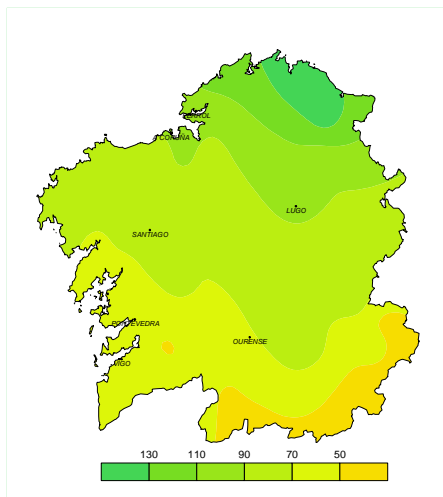 FERROL
CORUÑA
LUGO
SANTIAGO
PONTEVEDRA
OURENSE
VIGO
130 110 90 70 50